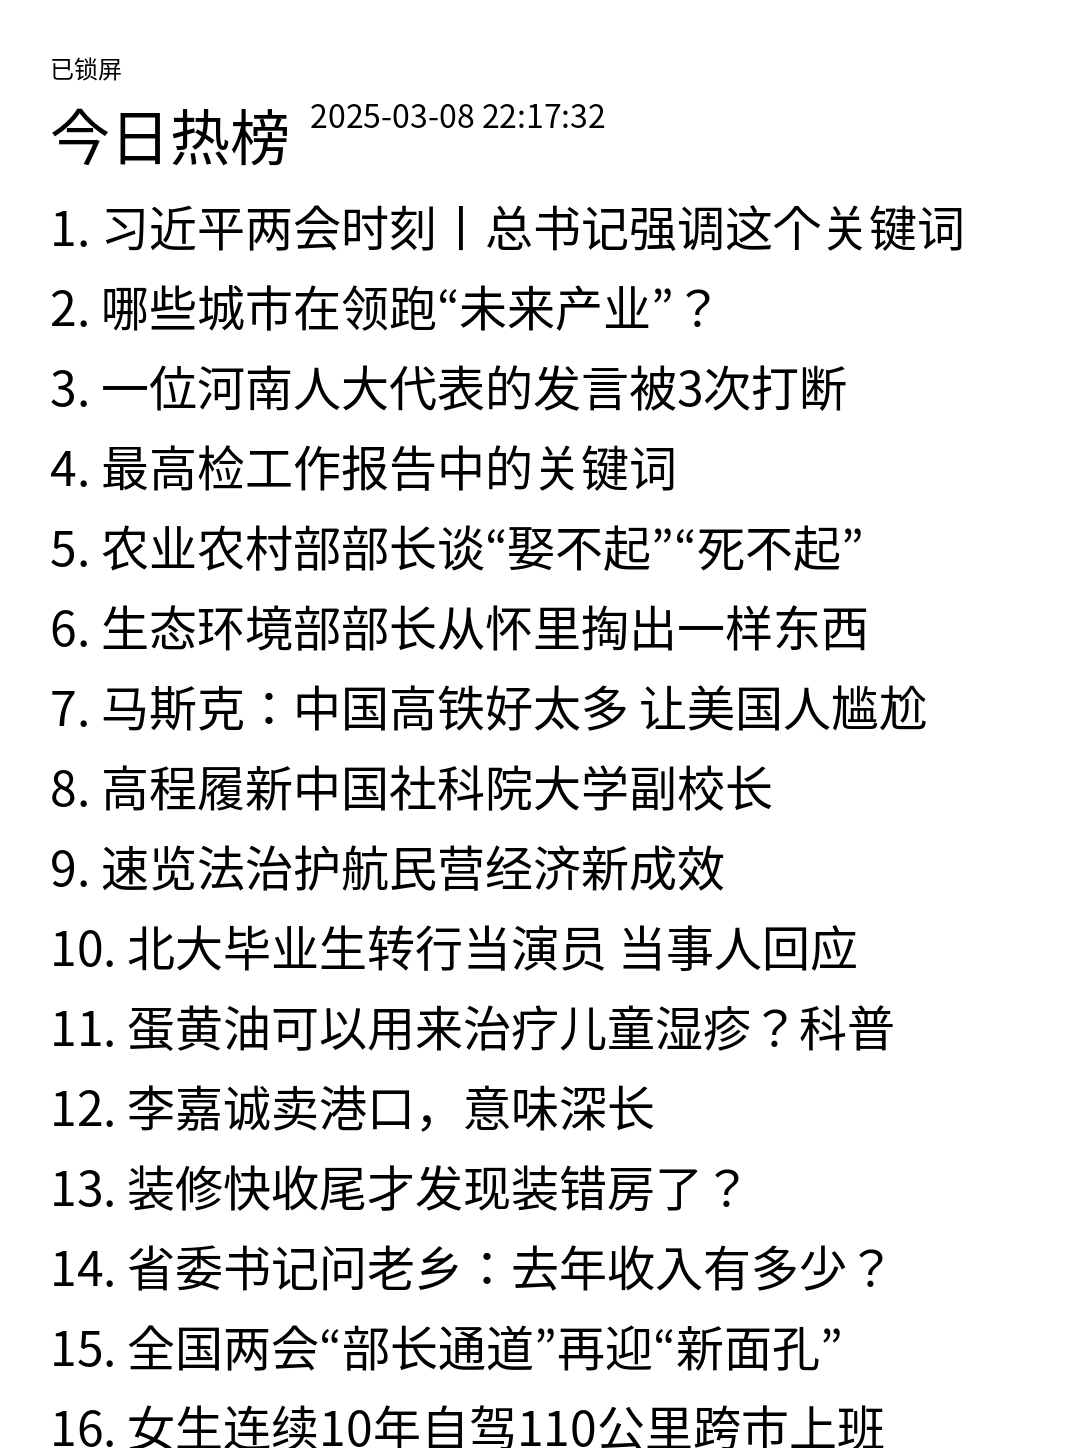 已锁屏
今日热榜 2025-03-08 22:17:32
1. 习近平两会时刻丨总书记强调这个关键词
2. 哪些城市在领跑“未来产业”？
3. 一位河南人大代表的发言被3次打断
4. 最高检工作报告中的关键词
5. 农业农村部部长谈“娶不起”“死不起”
6. 生态环境部部长从怀里掏出一样东西
7. 马斯克：中国高铁好太多 让美国人尴尬
8. 高程履新中国社科院大学副校长
9. 速览法治护航民营经济新成效
10. 北大毕业生转行当演员 当事人回应
11. 蛋黄油可以用来治疗儿童湿疹？科普
12. 李嘉诚卖港口，意味深长
13. 装修快收尾才发现装错房了？
14. 省委书记问老乡：去年收入有多少？
15. 全国两会“部长通道”再迎“新面孔”
16. 女生连续10年自驾110公里跨市上班